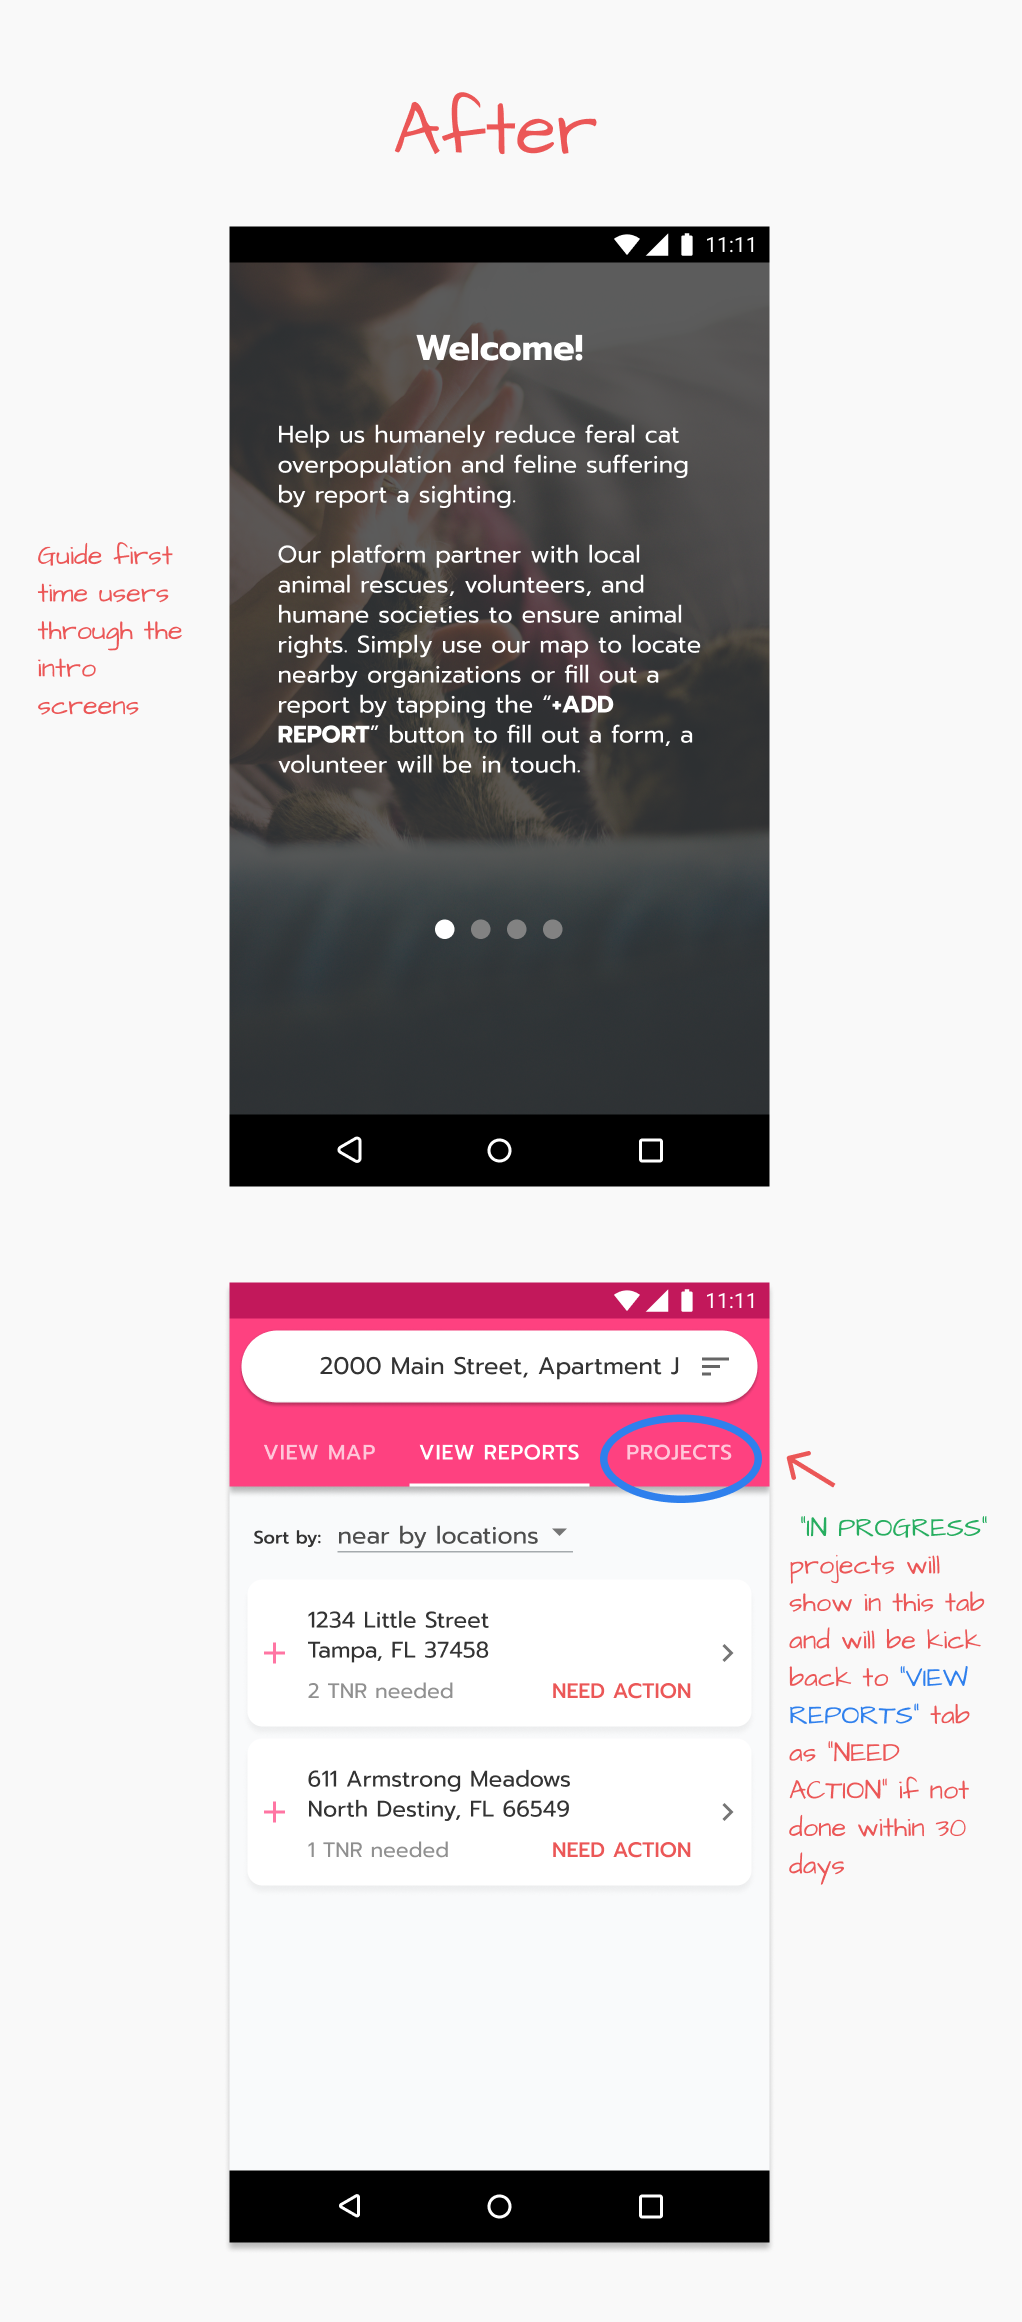 After
11:11
Welcome!
Help us humanely reduce feral cat
overpopulation and feline suffering
by report a sighting.
Our platform partner with local
animal rescues, volunteers, and
humane societies to ensure animal
rights. Simply use our map to locate
nearby organizations or fill out a
report by tapping the “+ADD
REPORT” button to fill out a form, a
volunteer will be in touch.
Guide first
time users
through the
intro
screens
11:11
2000 Main Street, Apartment J
VIEW MAP VIEW REPORTS PROJECTS
Sort by: near by locations
1234 Little Street
Tampa, FL 37458
2 TNR needed NEED ACTION
611 Armstrong Meadows
North Destiny, FL 66549
1 TNR needed NEED ACTION
"IN PROGRESS"
projects will
show in this tab
and will be kick
back to "VIEW
REPORTS" tab
as "NEED
ACTION" if not
done within 30
days